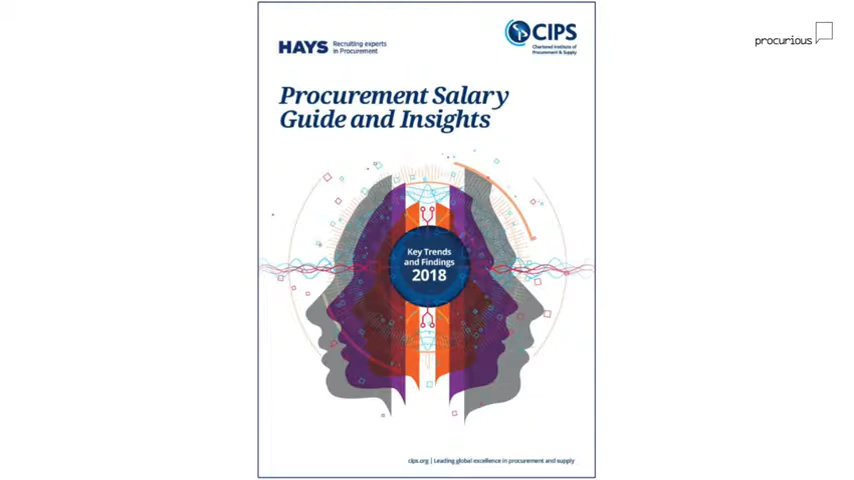 HAYS
Recruiting experts
in Procurement
CIPS
Chartered Institute of
Procurement & Supply
procurious
Procurement Salary
Guide and Insights
Key Trends
and Findings
2018
cips.org | Leading global excellence in procurement and supply